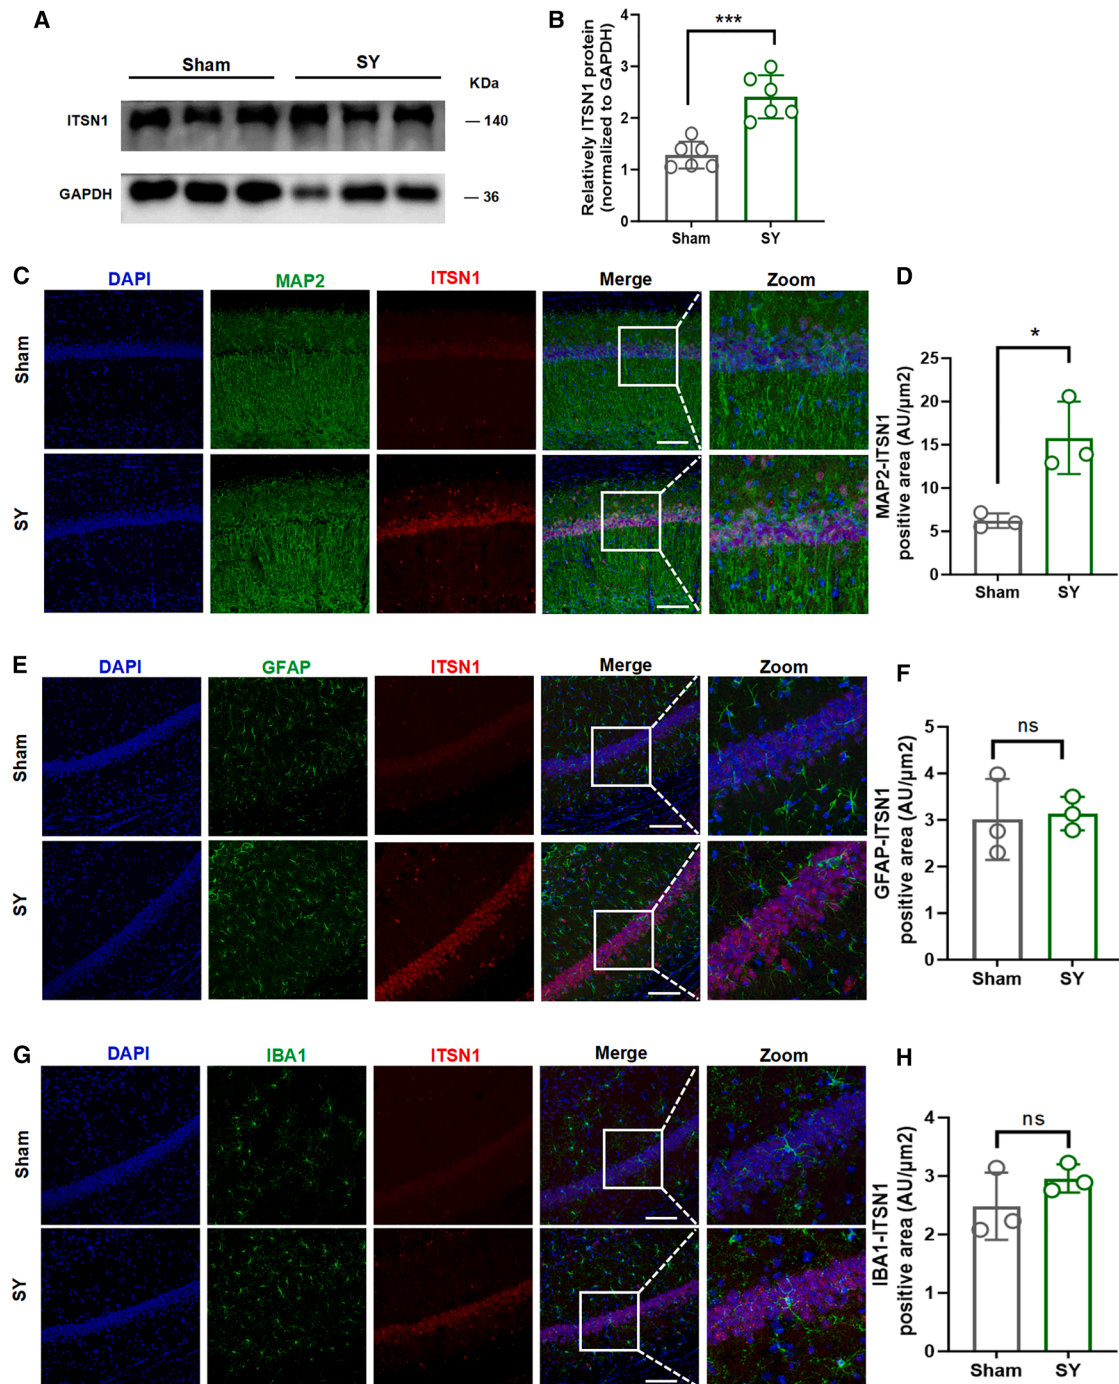 A
Sham SY
KDa
ITSN1
— 140
GAPDH
— 36
B
Relatively ITSN1 protein
(normalized to GAPDH)
4
3
2
1
0
***
Sham SY
C
DAPI MAP2 ITSN1 Merge Zoom
Sham
SY
D
MAP2-ITSN1
positive area (AU/μm2)
25
20
15
10
5
0
*
Sham SY
E
DAPI GFAP ITSN1 Merge Zoom
Sham
SY
F
GFAP-ITSN1
positive area (AU/μm2)
5
4
3
2
1
0
ns
Sham SY
G
DAPI IBA1 ITSN1 Merge Zoom
Sham
SY
H
IBA1-ITSN1
positive area (AU/μm2)
4
3
2
1
0
ns
Sham SY